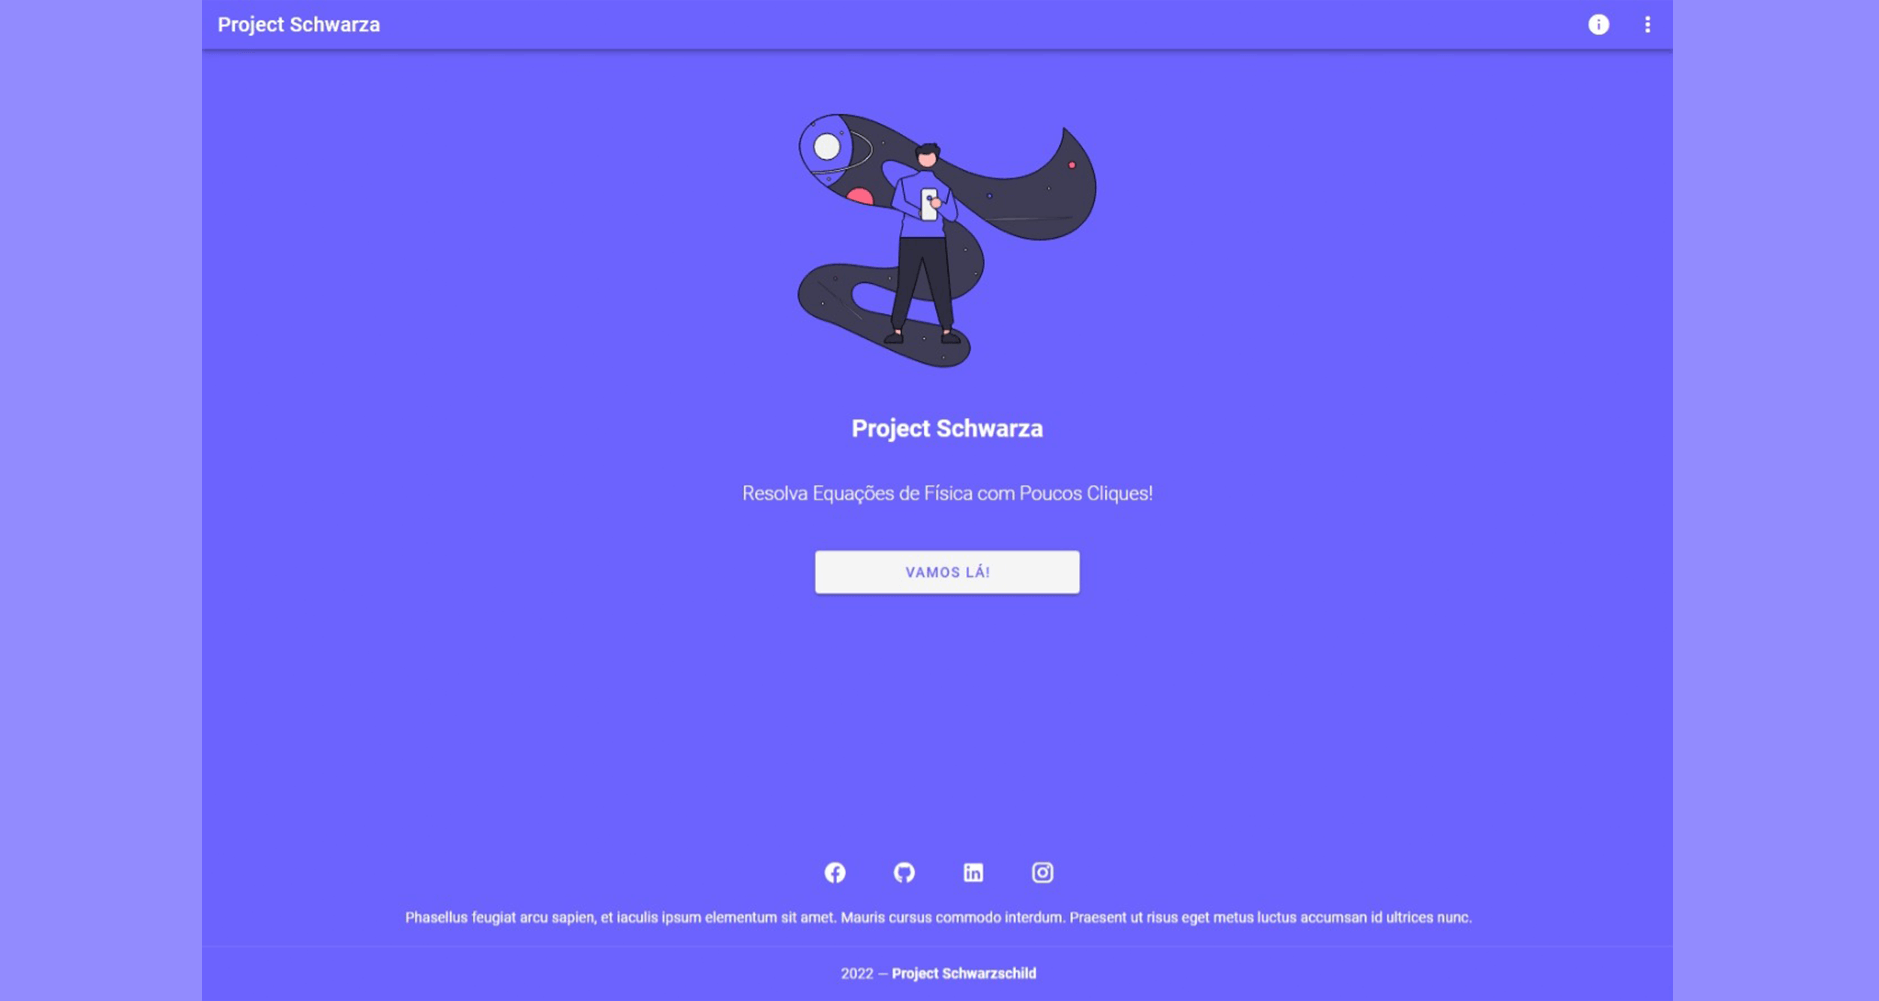 Project Schwarza
Project Schwarza
Resolva Equações de Física com Poucos Cliques!
VAMOS LÁ!
Phasellus feugiat arcu sapien, et iaculis ipsum elementum sit amet. Mauris cursus commodo interdum. Praesent ut risus eget metus luctus accumsan id ultrices nunc.
2022 — Project Schwarzschild